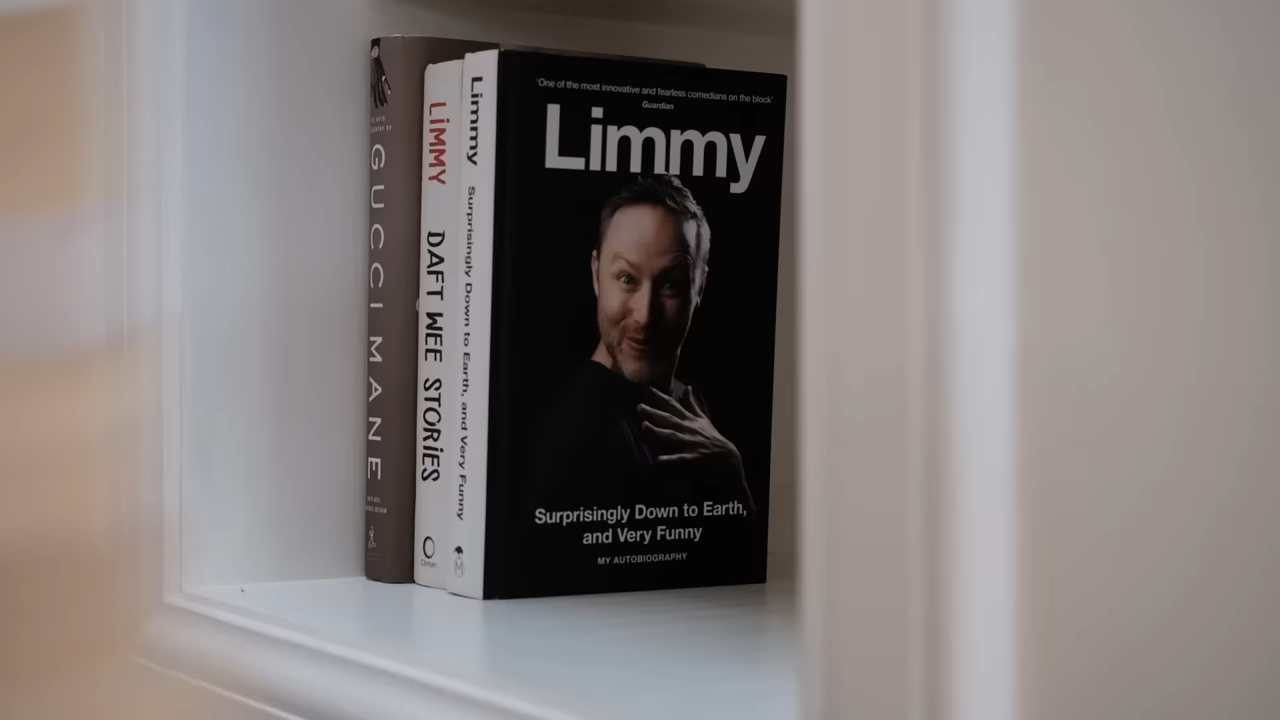 GUCCI MANE
LiMMY DAFT WEE STORiES
Limmy Surprisingly Down to Earth, and Very Funny
'One of the most innovative and fearless comedians on the block'
Guardian
Limmy
Surprisingly Down to Earth,
and Very Funny
MY AUTOBIOGRAPHY